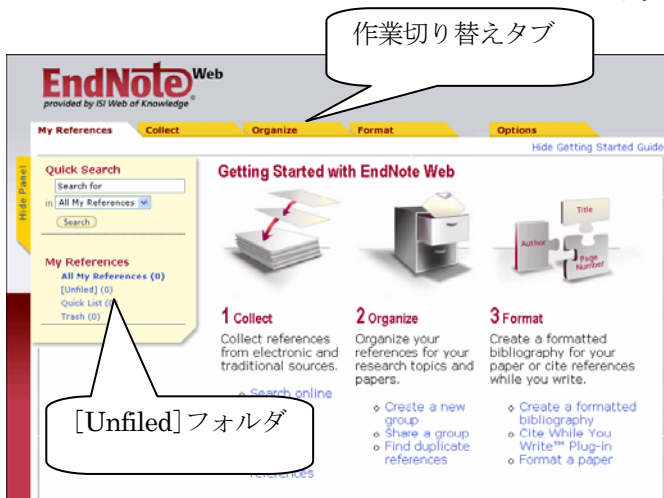 作業切り替えタブ
EndNote Web
provided by ISI Web of Knowledge
My References Collect Organize Format Options
Hide Getting Started Guide
Hide Panel
Quick Search
Search for
in All My References
Search
My References
All My References (0)
[Unfiled] (0)
Quick List
Trash (0)
Getting Started with EndNote Web
Author
Title
Page Number
1 Collect
Collect references
from electronic and
traditional sources.
Search online
references
2 Organize
Organize your
references for your
research topics and
papers.
Create a new
group
Share a group
Find duplicate
references
3 Format
Create a formatted
bibliography for your
paper or cite references
while you write.
Create a formatted
bibliography
Cite While You
Write™ Plug-in
Format a paper
[Unfiled]フォルダ